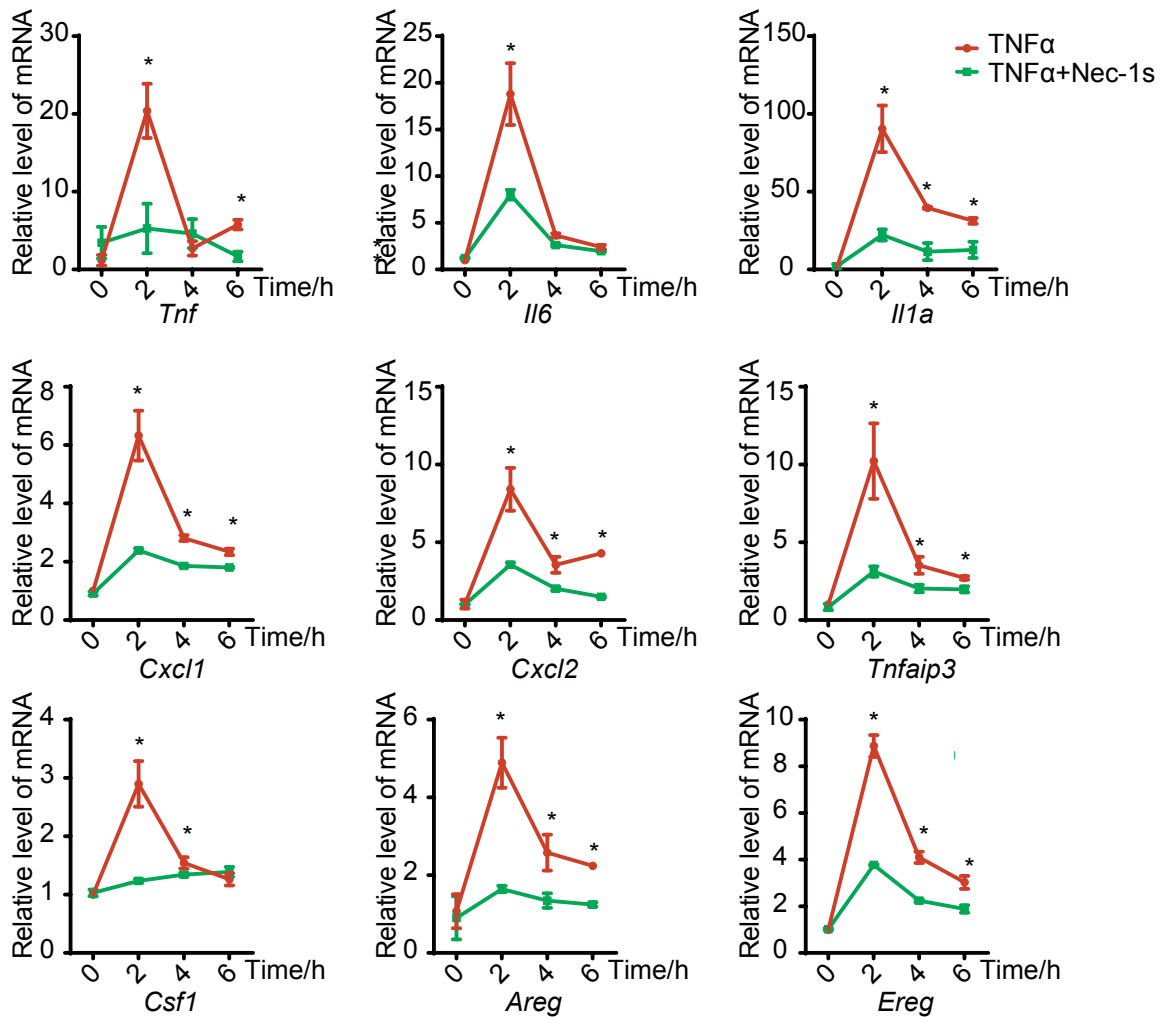 Relative level of mRNA
30
20
10
0
*
*
0 2 4 6 Time/h
Tnf
Relative level of mRNA
*
25
20
15
10
5
0
*
0 2 4 6 Time/h
Il6
Relative level of mRNA
150
100
50
0
*
*
*
0 2 4 6 Time/h
Il1a
TNFα
TNFα+Nec-1s
Relative level of mRNA
8
6
4
2
0
*
*
*
0 2 4 6 Time/h
Cxcl1
Relative level of mRNA
15
10
5
0
*
*
*
0 2 4 6 Time/h
Cxcl2
Relative level of mRNA
15
10
5
0
*
*
*
0 2 4 6 Time/h
Tnfaip3
Relative level of mRNA
4
3
2
1
0
*
*
0 2 4 6 Time/h
Csf1
Relative level of mRNA
6
4
2
0
*
*
*
0 2 4 6 Time/h
Areg
Relative level of mRNA
10
8
6
4
2
0
*
*
*
0 2 4 6 Time/h
Ereg